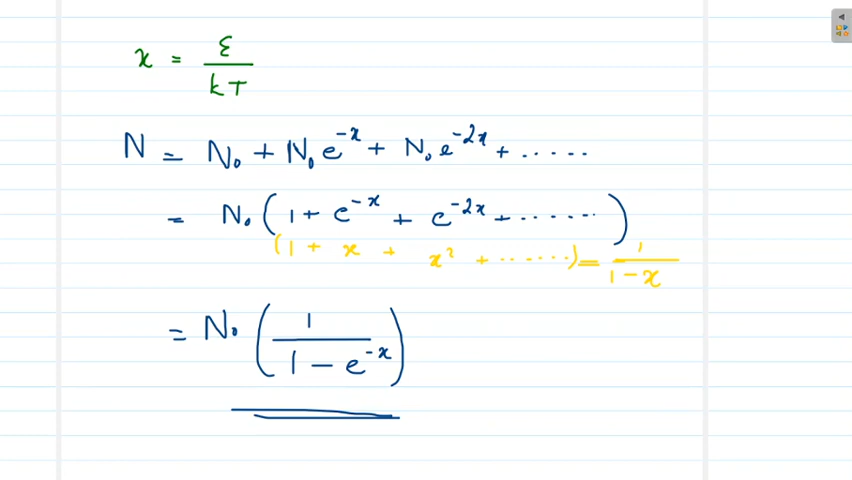 x = ε / kT
N = N₀ + N₀e⁻ˣ + N₀e⁻²ˣ + ......
= N₀ ( 1 + e⁻ˣ + e⁻²ˣ + ...... )
(1 + x + x² + ......) = 1 / 1 − x
= N₀ ( 1 / 1 − e⁻ˣ )